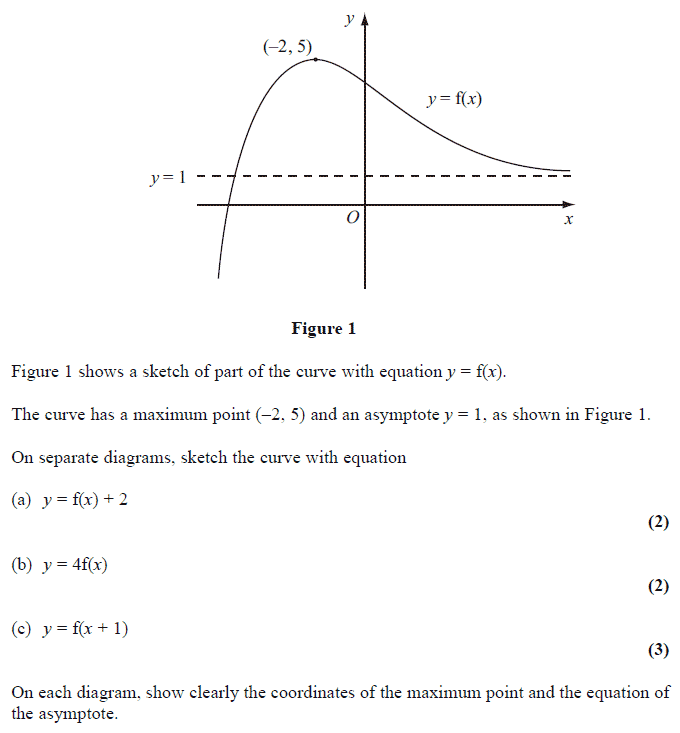 y
(–2, 5)
y = f(x)
y = 1
O
x
Figure 1
Figure 1 shows a sketch of part of the curve with equation y = f(x).
The curve has a maximum point (–2, 5) and an asymptote y = 1, as shown in Figure 1.
On separate diagrams, sketch the curve with equation
(a) y = f(x) + 2
(2)
(b) y = 4f(x)
(2)
(c) y = f(x + 1)
(3)
On each diagram, show clearly the coordinates of the maximum point and the equation of
the asymptote.